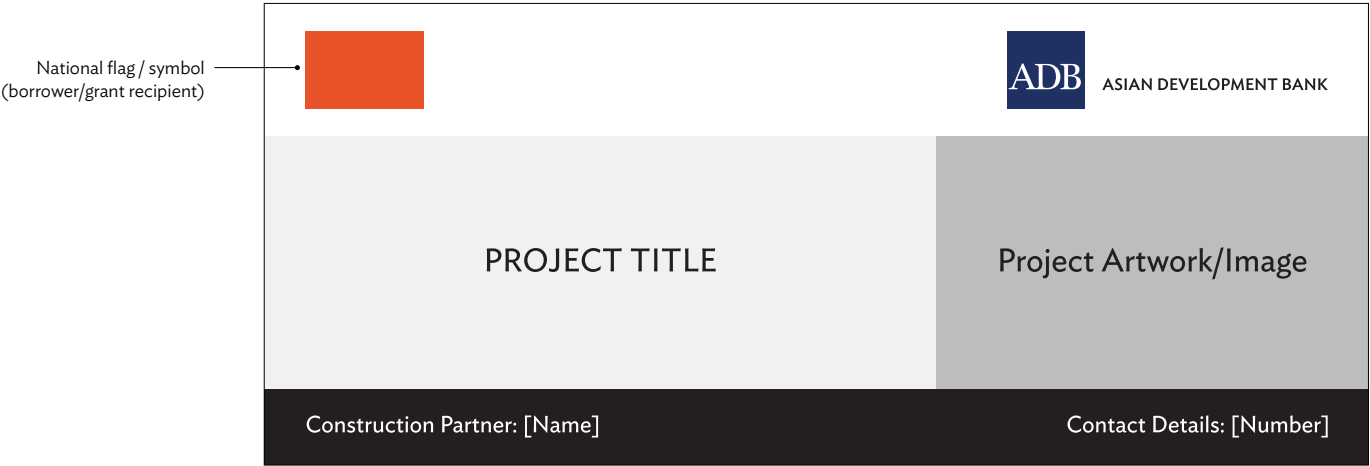 National flag / symbol
(borrower/grant recipient)
ADB
ASIAN DEVELOPMENT BANK
PROJECT TITLE
Project Artwork/Image
Construction Partner: [Name]
Contact Details: [Number]